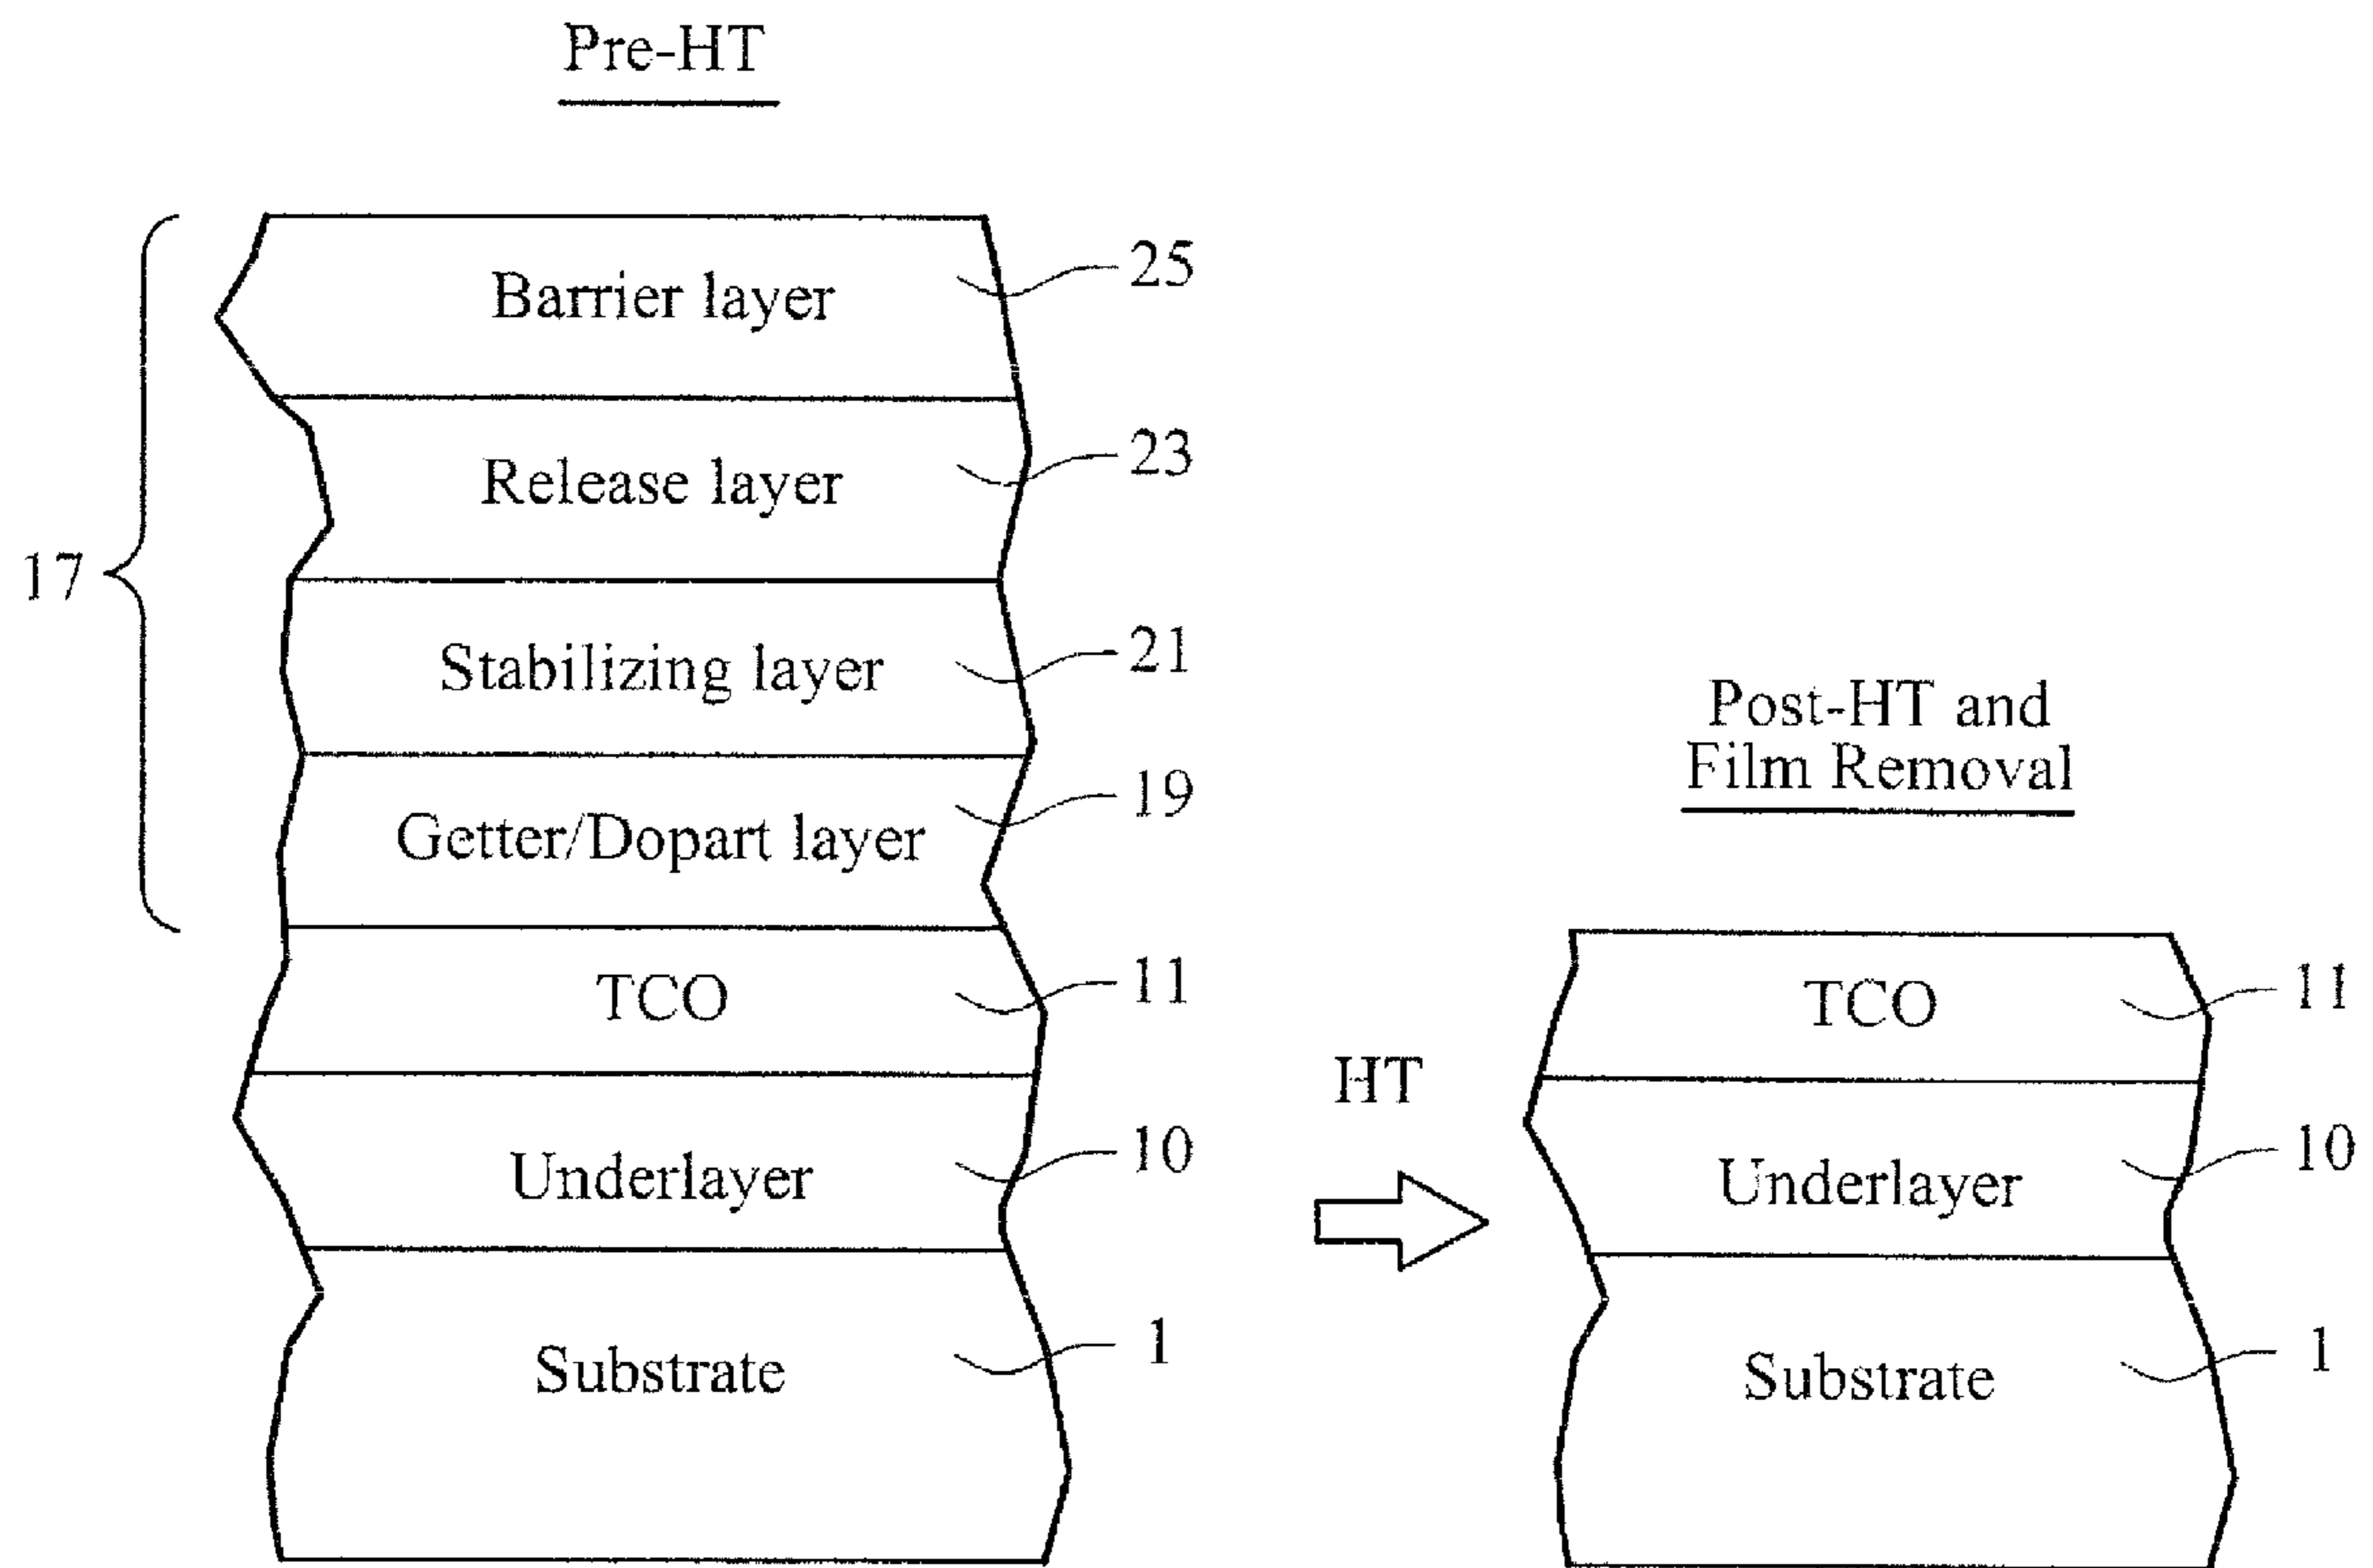 Pre-HT
Barrier layer
25
Release layer
23
17
Stabilizing layer
21
Getter/Dopart layer
19
TCO
11
Underlayer
10
Substrate
1
HT
Post-HT and
Film Removal
TCO
11
Underlayer
10
Substrate
1